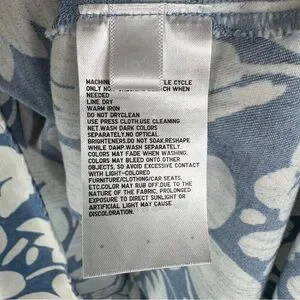 MACHINE LE CYCLE
ONLY NO CH WHEN
NEEDED
LINE DRY
WARM IRON
DO NOT DRYCLEAN
USE PRESS CLOTH.USE CLEANING
NET.WASH DARK COLORS
SEPARATELY.NO OPTICAL
BRIGHTENERS.DO NOT SOAK.RESHAPE
WHILE DAMP.WASH SEPARATELY.
COLORS MAY FADE WHEN WASHING.
COLORS MAY BLEED ONTO OTHER
OBJECTS, SO AVOID EXCESSIVE CONTACT
WITH LIGHT-COLORED
FURNITURE/CLOTHING/CAR SEATS,
ETC.COLOR MAY RUB OFF.DUE TO THE
NATURE OF THE FABRIC, PROLONGED
EXPOSURE TO DIRECT SUNLIGHT OR
ARTIFICIAL LIGHT MAY CAUSE
DISCOLORATION.